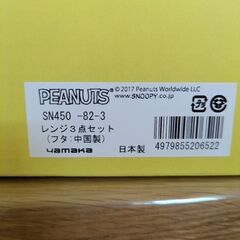 PEANUTS
© 2017 Peanuts Worldwide LLC
www.SNOOPY.co.jp
SN450 -82-3
レンジ３点セット
(フタ:中国製)
yamaka
日本製
4979855206522